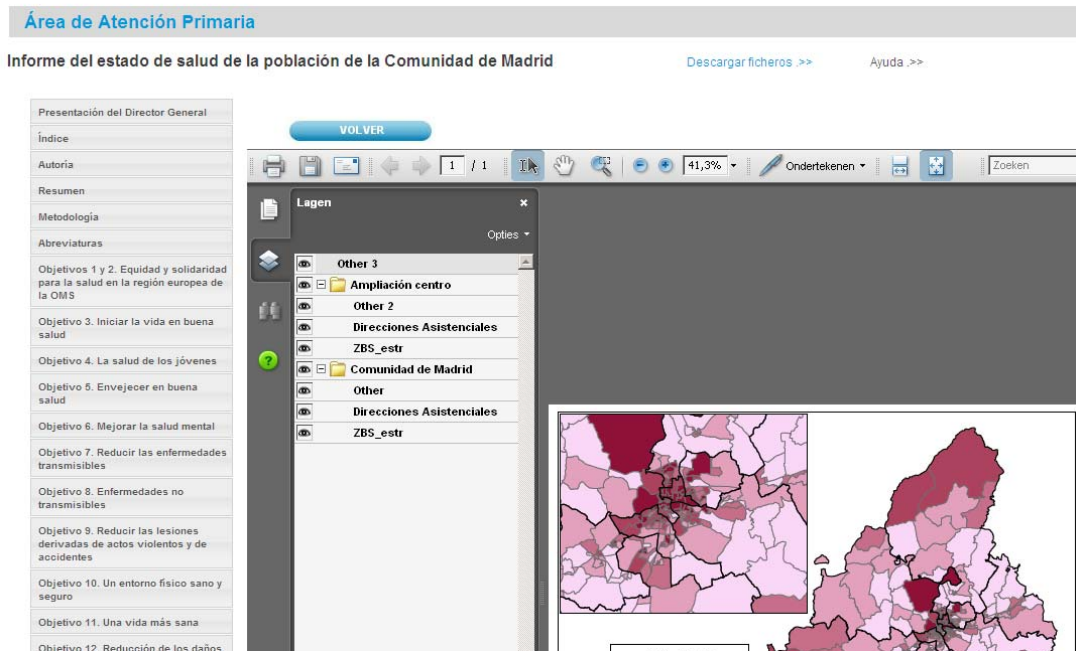 Área de Atención Primaria
Informe del estado de salud de la población de la Comunidad de Madrid
Descargar ficheros .>>
Ayuda .>>
Presentación del Director General
Índice
Autoría
Resumen
Metodología
Abreviaturas
Objetivos 1 y 2. Equidad y solidaridad
para la salud en la región europea de
la OMS
Objetivo 3. Iniciar la vida en buena
salud
Objetivo 4. La salud de los jóvenes
Objetivo 5. Envejecer en buena
salud
Objetivo 6. Mejorar la salud mental
Objetivo 7. Reducir las enfermedades
transmisibles
Objetivo 8. Enfermedades no
transmisibles
Objetivo 9. Reducir las lesiones
derivadas de actos violentos y de
accidentes
Objetivo 10. Un entorno físico sano y
seguro
Objetivo 11. Una vida más sana
Objetivo 12. Reducción de los daños
VOLVER
1 / 1
41,3%
Ondertekenen
Zoeken
Lagen
Opties
Other 3
Ampliación centro
Other 2
Direcciones Asistenciales
ZBS_estr
Comunidad de Madrid
Other
Direcciones Asistenciales
ZBS_estr